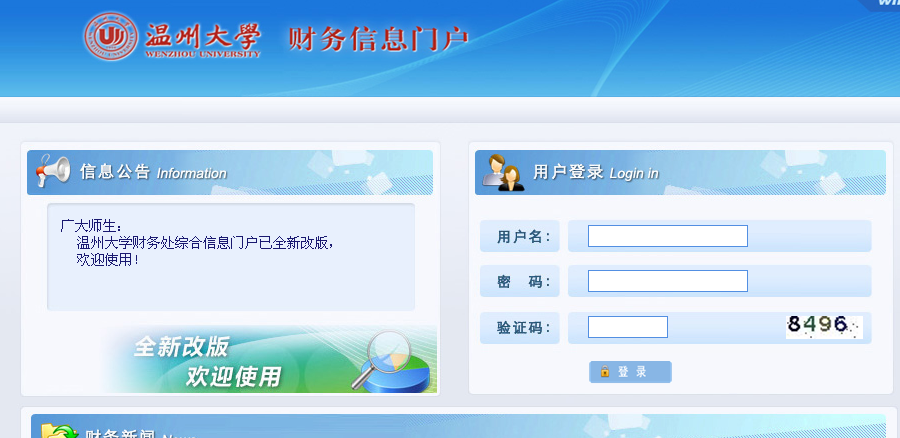 温州大學
WENZHOU UNIVERSITY
财务信息门户
信息公告 Information
广大师生：
温州大学财务处综合信息门户已全新改版，
欢迎使用！
全新改版
欢迎使用
用户登录 Login in
用户名：
密 码：
验证码：
8496
登 录
财务新闻 News